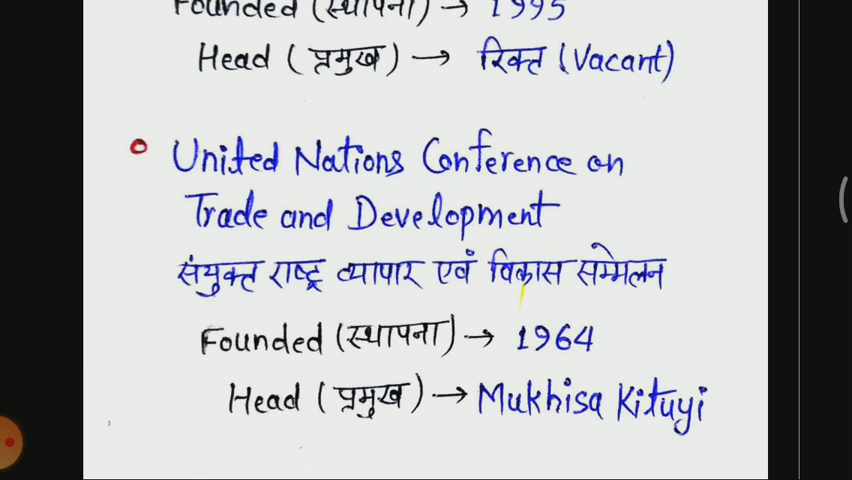 Founded (स्थापना) → 1995
Head (प्रमुख) → रिक्त (Vacant)
United Nations Conference on
Trade and Development
संयुक्त राष्ट्र व्यापार एवं विकास सम्मेलन
Founded (स्थापना) → 1964
Head (प्रमुख) → Mukhisa Kituyi